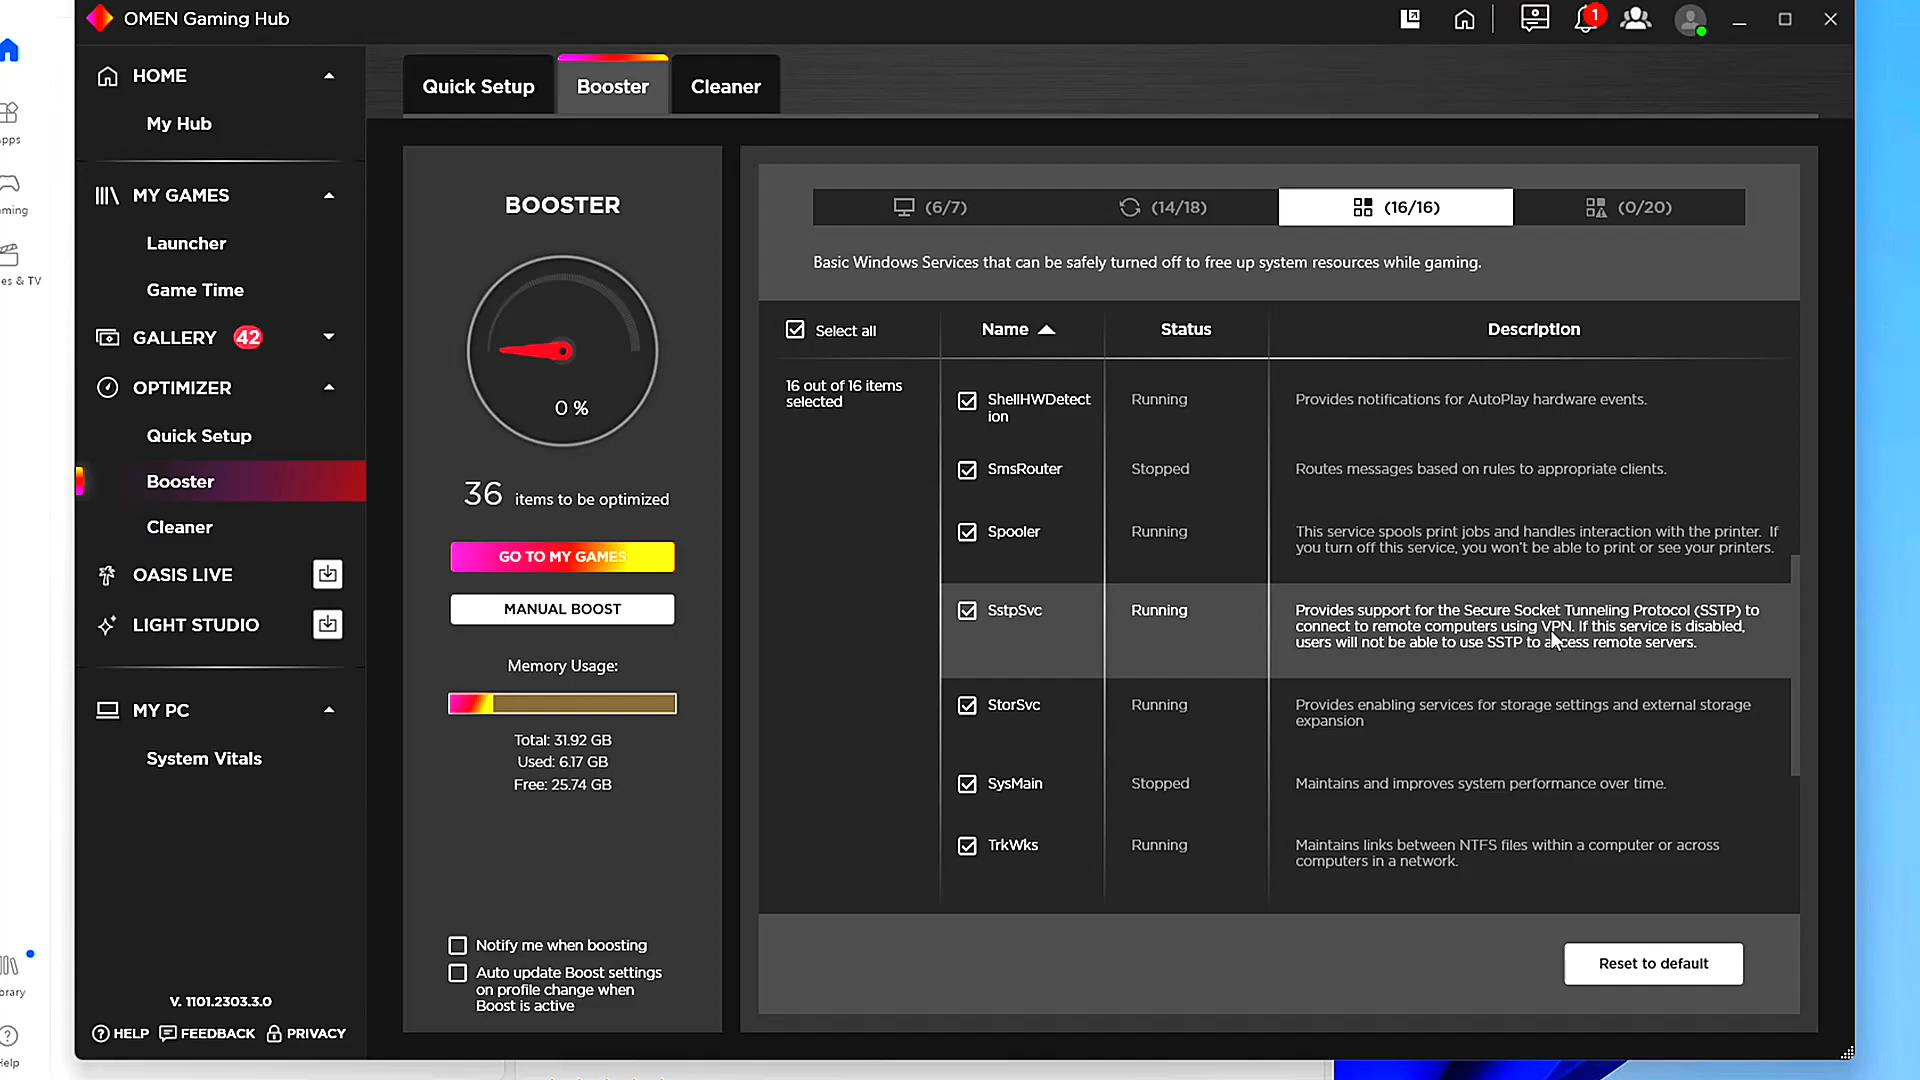 OMEN Gaming Hub
1
HOME
My Hub
MY GAMES
Launcher
Game Time
GALLERY 42
OPTIMIZER
Quick Setup
Booster
Cleaner
OASIS LIVE
LIGHT STUDIO
MY PC
System Vitals
V. 1101.2303.3.0
HELP FEEDBACK PRIVACY
Quick Setup
Booster
Cleaner
BOOSTER
0 %
36 items to be optimized
GO TO MY GAMES
MANUAL BOOST
Memory Usage:
Total: 31.92 GB
Used: 6.17 GB
Free: 25.74 GB
Notify me when boosting
Auto update Boost settings
on profile change when
Boost is active
(6/7)
(14/18)
(16/16)
(0/20)
Basic Windows Services that can be safely turned off to free up system resources while gaming.
Select all
Name
Status
Description
16 out of 16 items
selected
ShellHWDetect
ion
Running
Provides notifications for AutoPlay hardware events.
SmsRouter
Stopped
Routes messages based on rules to appropriate clients.
Spooler
Running
This service spools print jobs and handles interaction with the printer. If
you turn off this service, you won't be able to print or see your printers.
SstpSvc
Running
Provides support for the Secure Socket Tunneling Protocol (SSTP) to
connect to remote computers using VPN. If this service is disabled,
users will not be able to use SSTP to access remote servers.
StorSvc
Running
Provides enabling services for storage settings and external storage
expansion
SysMain
Stopped
Maintains and improves system performance over time.
TrkWks
Running
Maintains links between NTFS files within a computer or across
computers in a network.
Reset to default